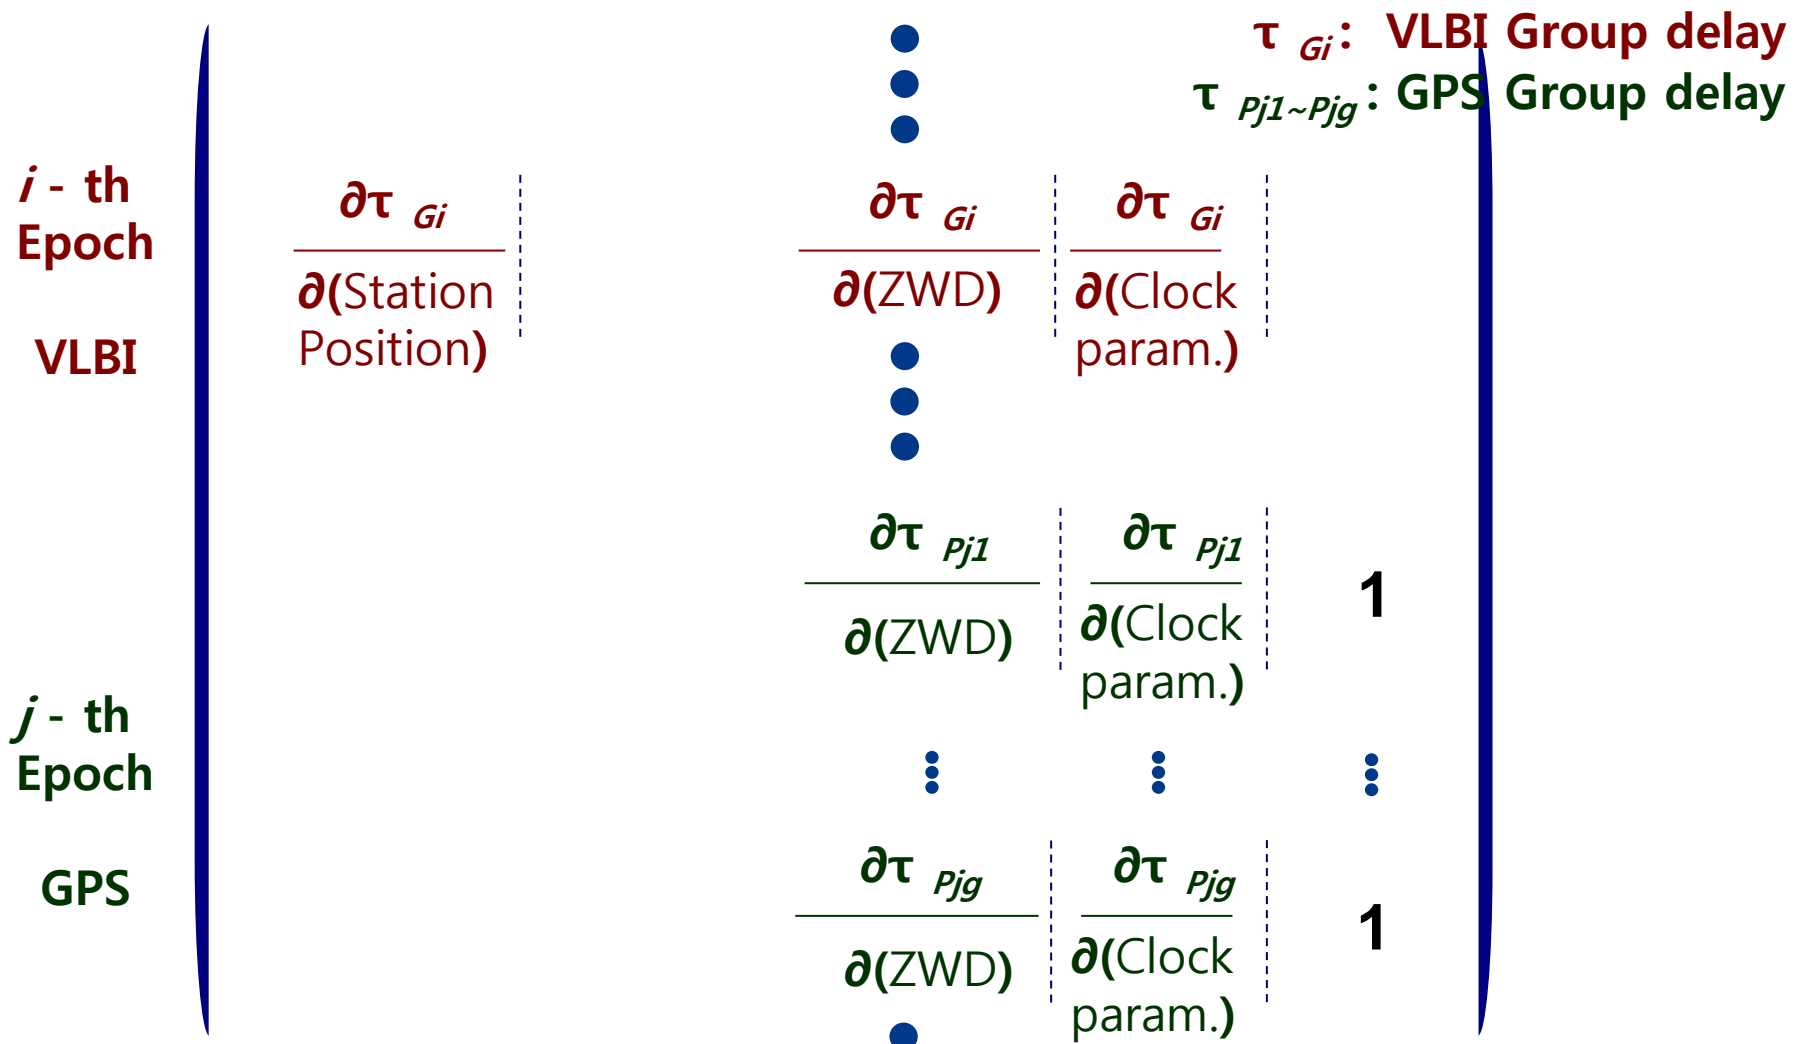 τ Gi : VLBI Group delay
τ Pj1~Pjg : GPS Group delay
i - th
Epoch
VLBI
∂τ Gi
∂(Station
Position)
∂τ Gi
∂(ZWD)
∂τ Gi
∂(Clock
param.)
∂τ Pj1
∂(ZWD)
∂τ Pj1
∂(Clock
param.)
1
j - th
Epoch
GPS
∂τ Pjg
∂(ZWD)
∂τ Pjg
∂(Clock
param.)
1